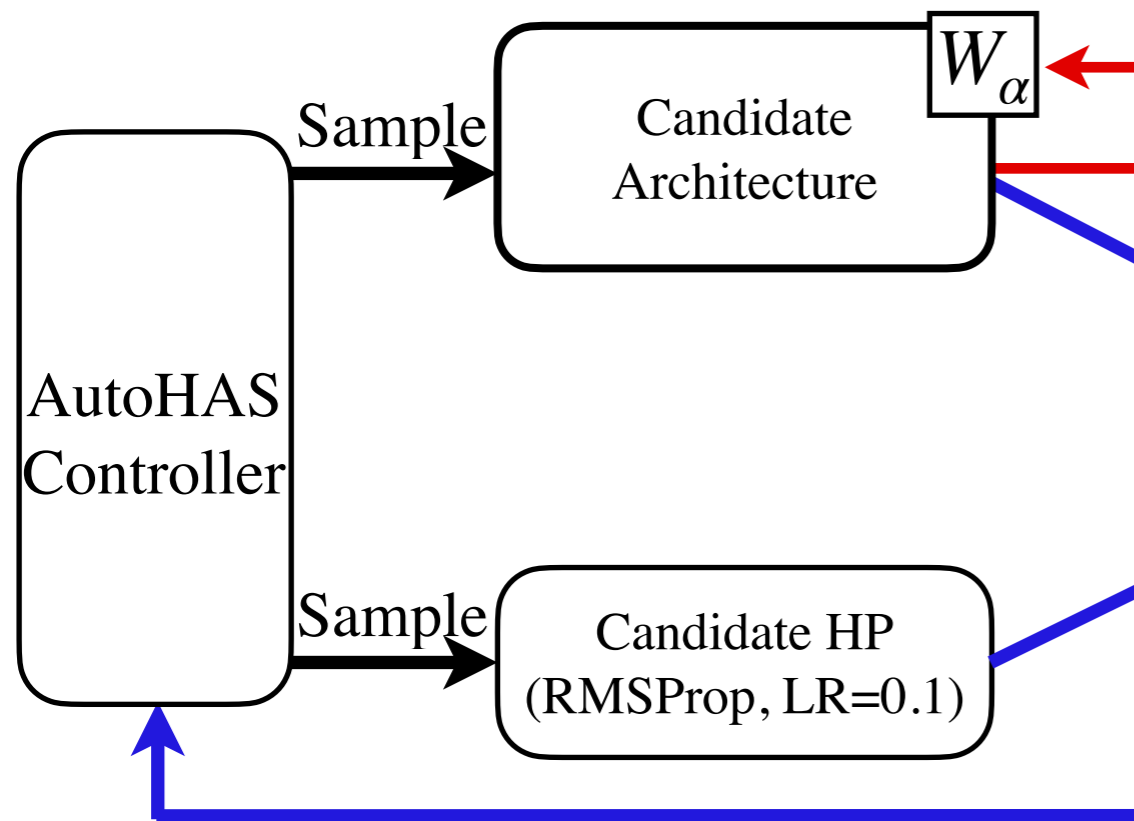 AutoHAS
Controller
Sample
Candidate
Architecture
W_α
Sample
Candidate HP
(RMSProp, LR=0.1)